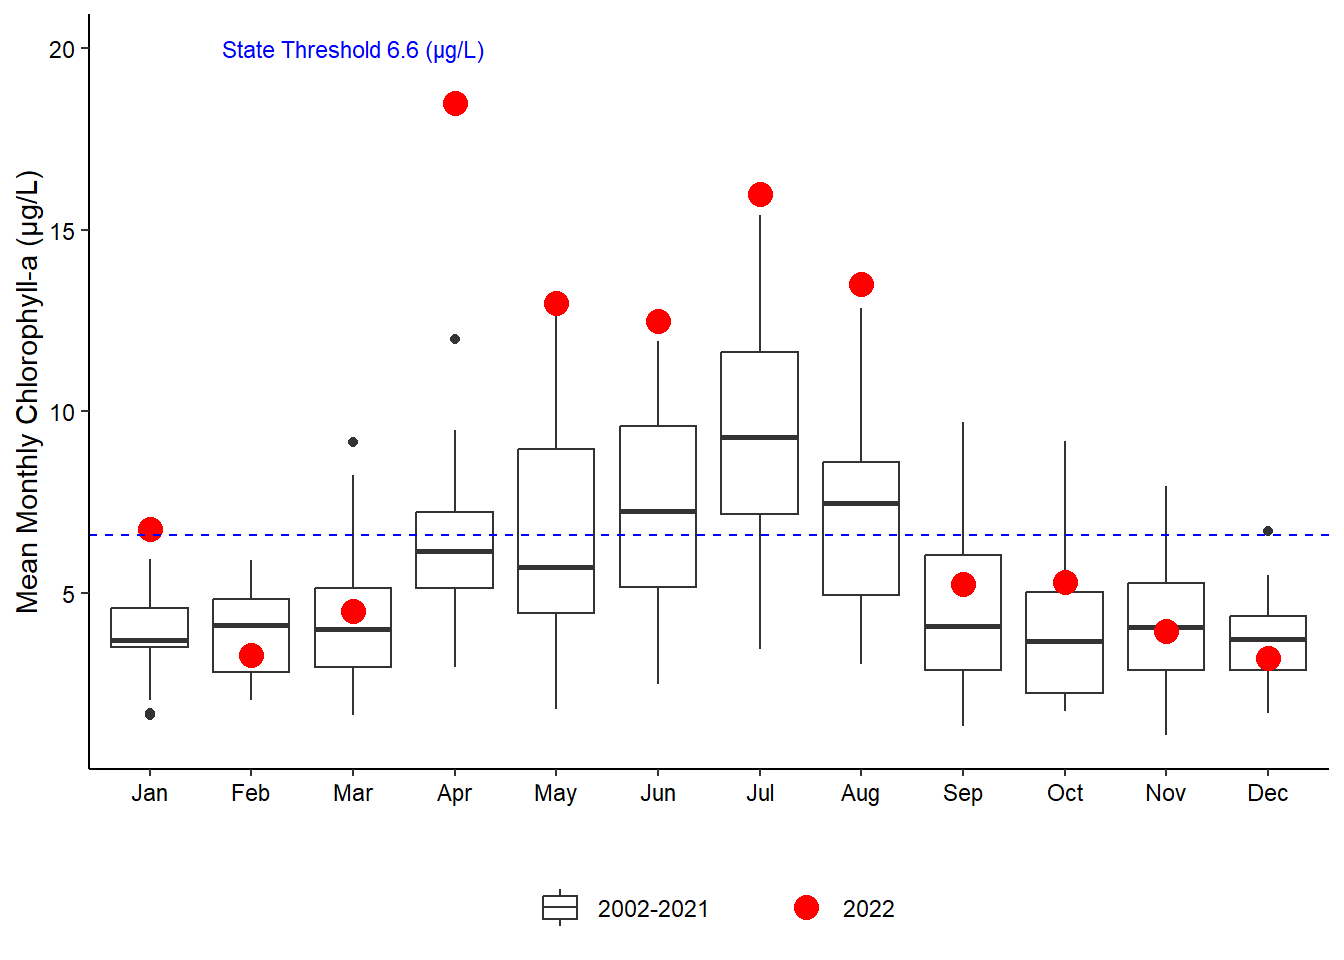 State Threshold 6.6 (µg/L)
Mean Monthly Chlorophyll-a (µg/L)
20
15
10
5
Jan Feb Mar Apr May Jun Jul Aug Sep Oct Nov Dec
2002-2021 2022